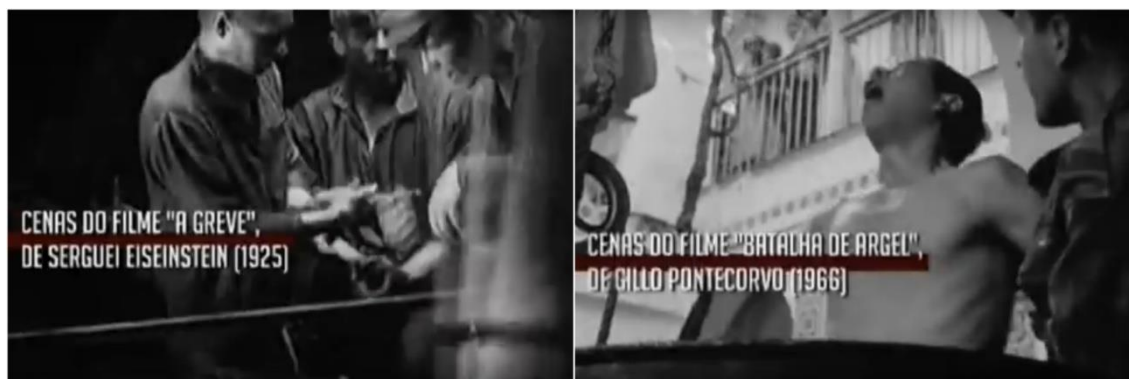 CENAS DO FILME "A GREVE",
DE SERGUEI EISEINSTEIN (1925)
CENAS DO FILME "BATALHA DE ARGEL",
DE GILLO PONTECORVO (1966)